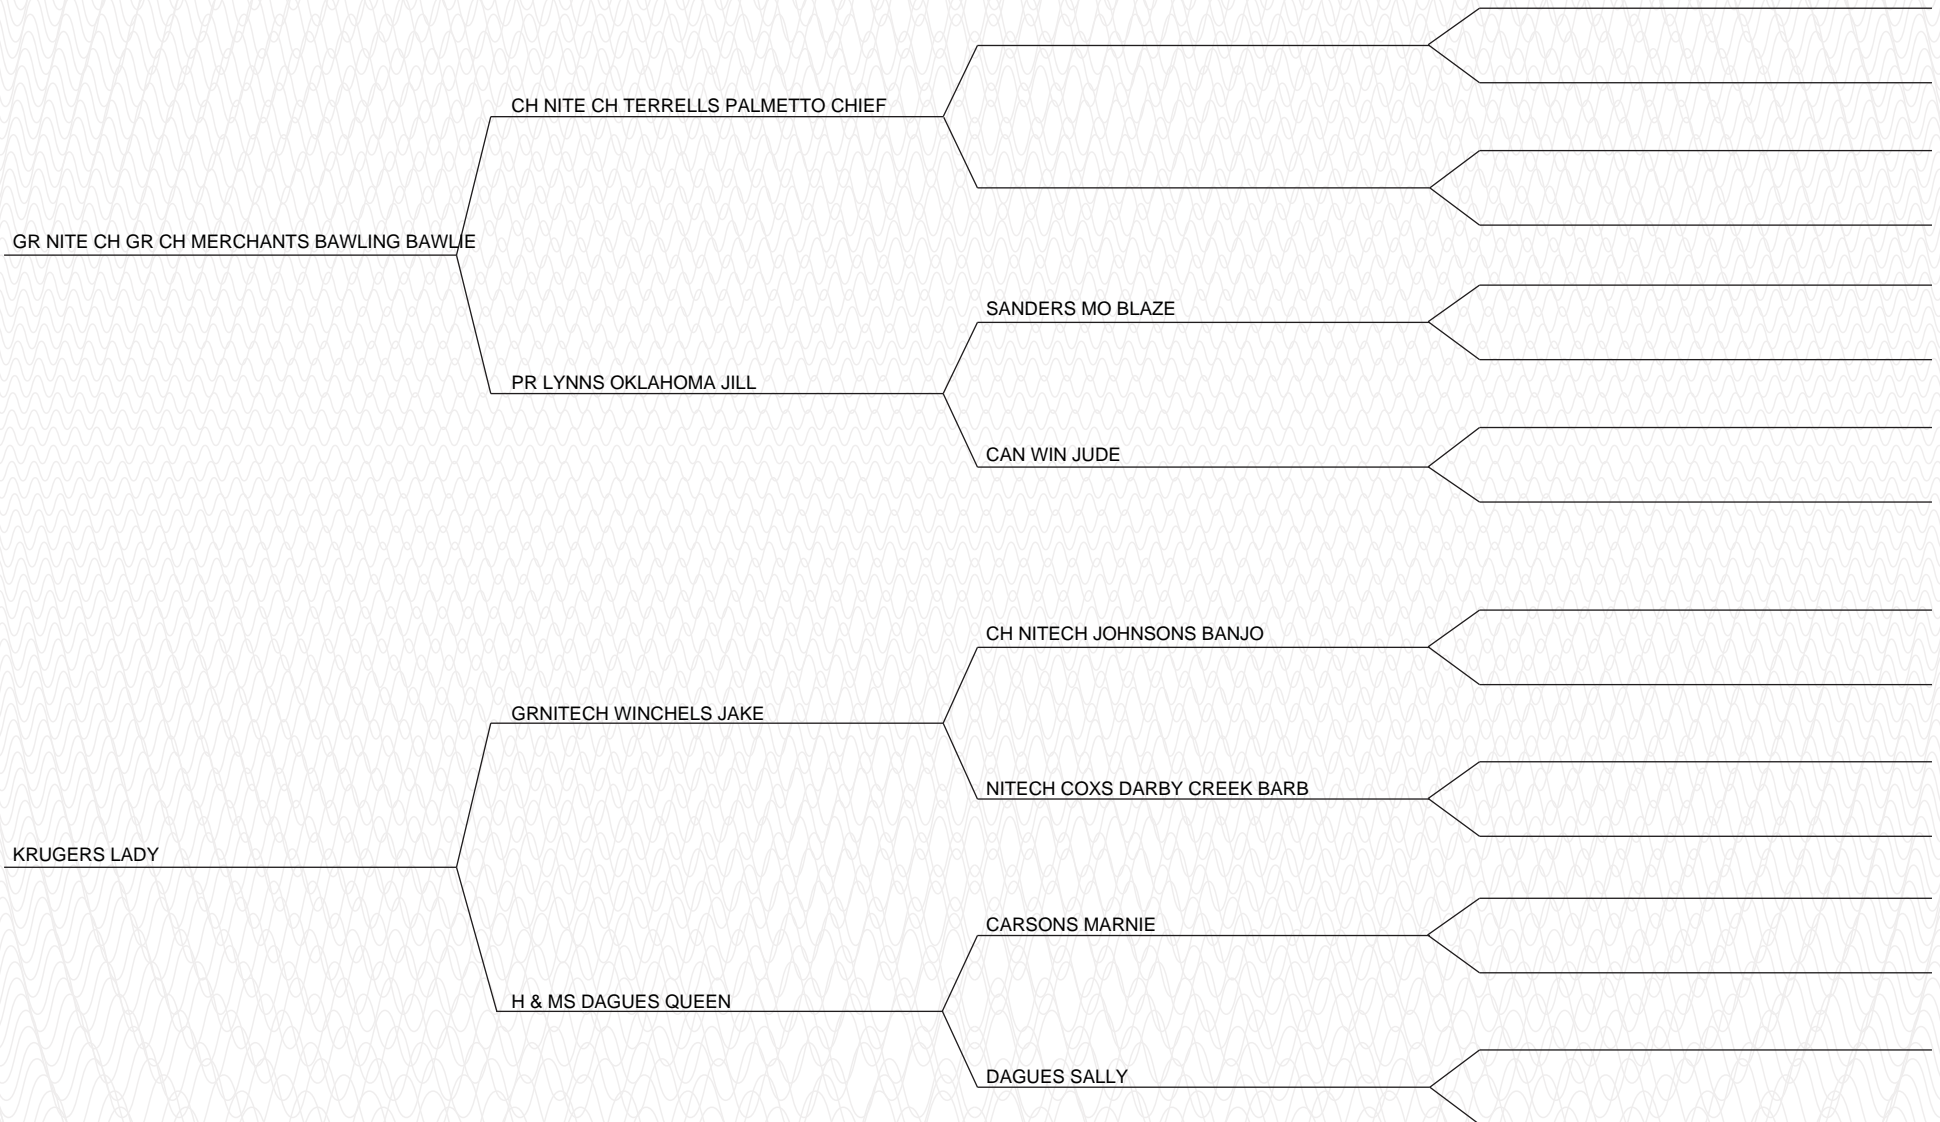 CH NITE CH TERRELLS PALMETTO CHIEF
GR NITE CH GR CH MERCHANTS BAWLING BAWLIE
SANDERS MO BLAZE
PR LYNNS OKLAHOMA JILL
CAN WIN JUDE
CH NITECH JOHNSONS BANJO
GRNITECH WINCHELS JAKE
NITECH COXS DARBY CREEK BARB
KRUGERS LADY
CARSONS MARNIE
H & MS DAGUES QUEEN
DAGUES SALLY